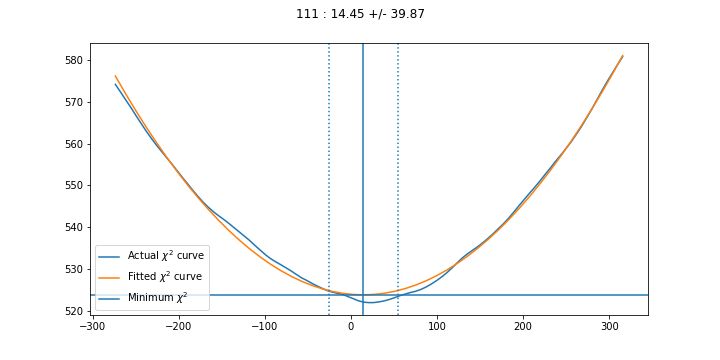 111 : 14.45 +/- 39.87
580
570
560
550
540
530
520
Actual χ² curve
Fitted χ² curve
Minimum χ²
−300 −200 −100 0 100 200 300